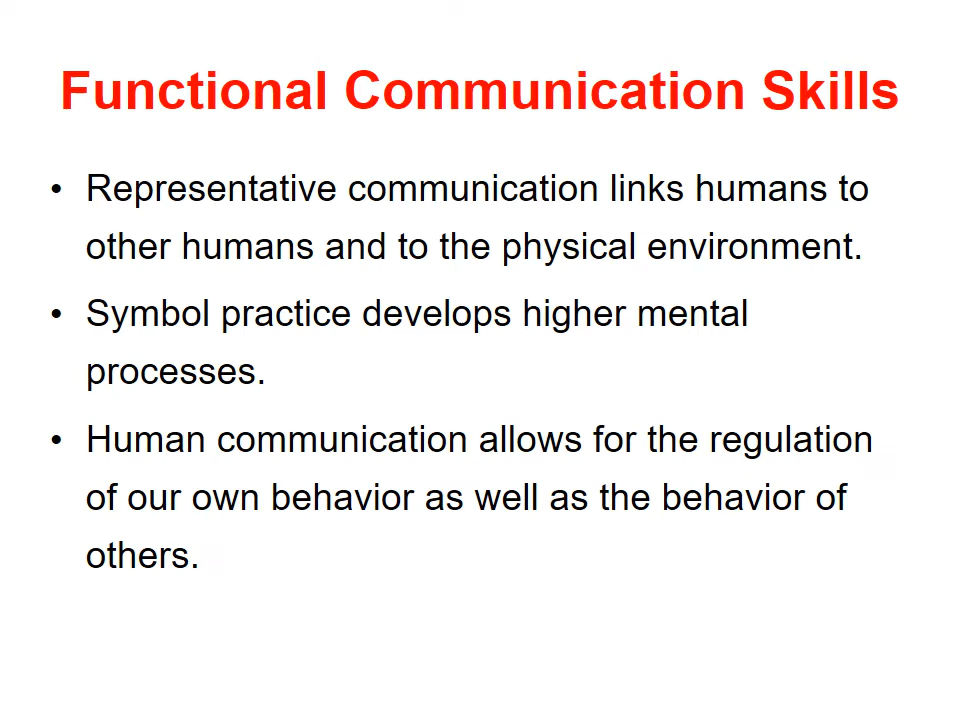 Functional Communication Skills
• Representative communication links humans to
other humans and to the physical environment.
• Symbol practice develops higher mental
processes.
• Human communication allows for the regulation
of our own behavior as well as the behavior of
others.